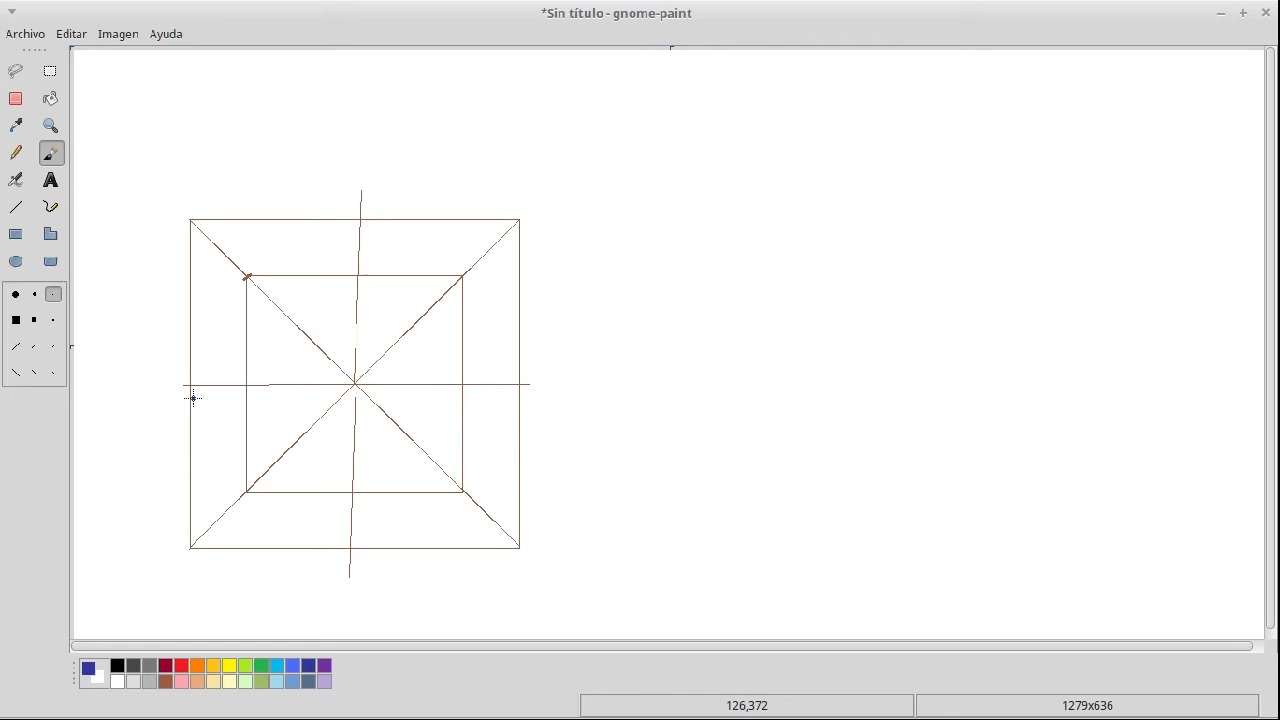 *Sin título - gnome-paint
Archivo Editar Imagen Ayuda
A
126,372 1279x636